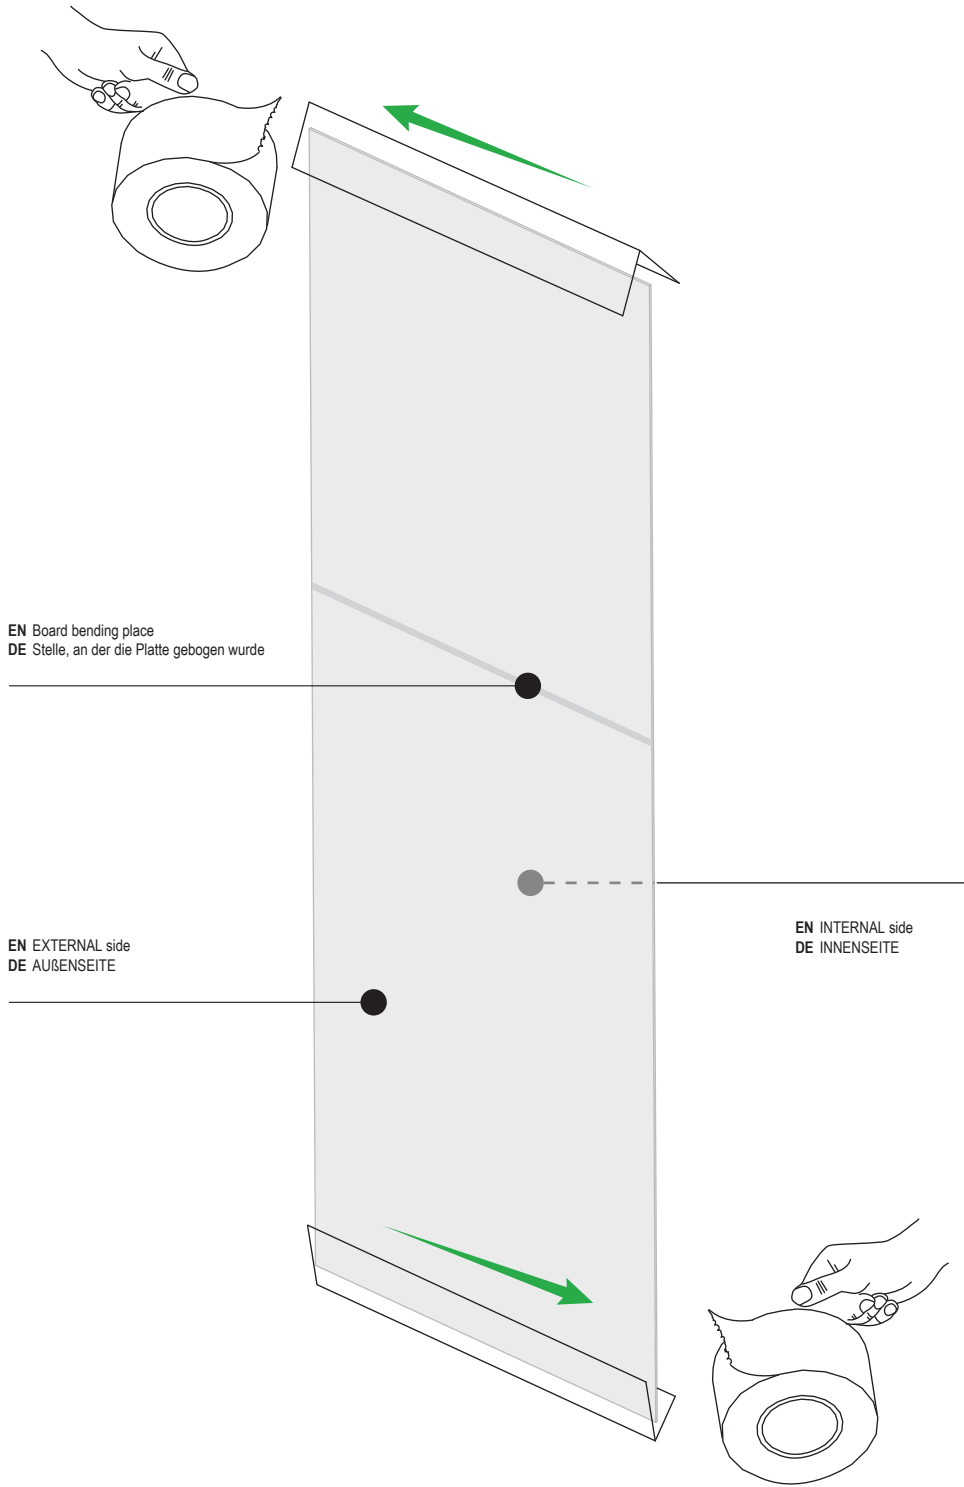 EN Board bending place
DE Stelle, an der die Platte gebogen wurde
EN EXTERNAL side
DE AUßENSEITE
EN INTERNAL side
DE INNENSEITE